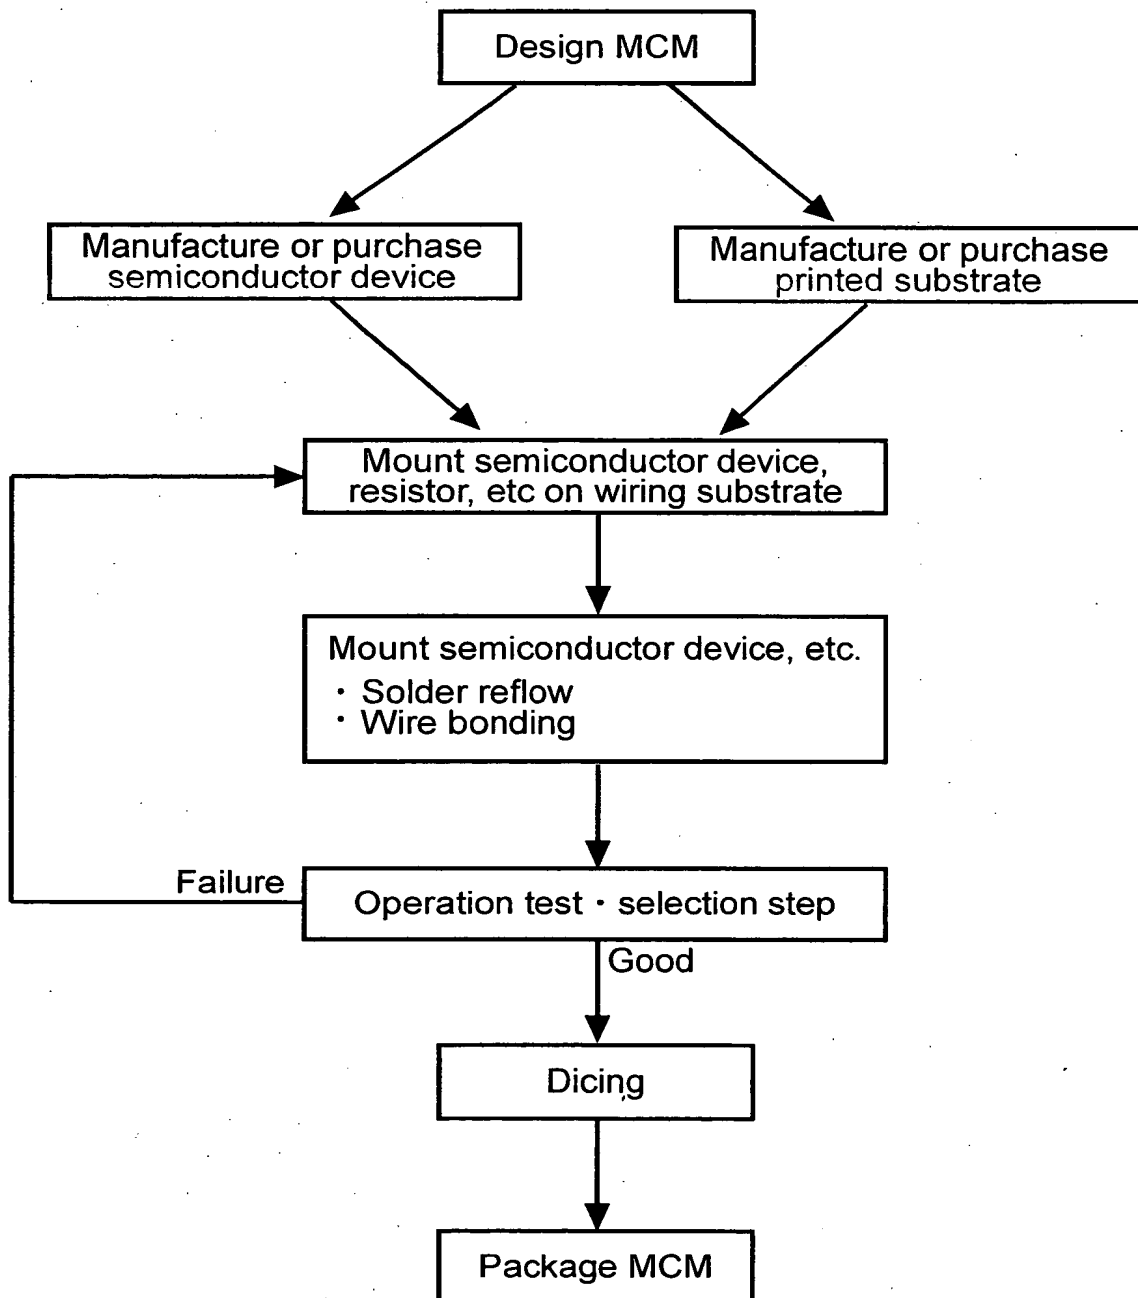 Design MCM
Manufacture or purchase
semiconductor device
Manufacture or purchase
printed substrate
Mount semiconductor device,
resistor, etc on wiring substrate
Mount semiconductor device, etc.
・ Solder reflow
・ Wire bonding
Failure
Operation test・selection step
Good
Dicing
Package MCM